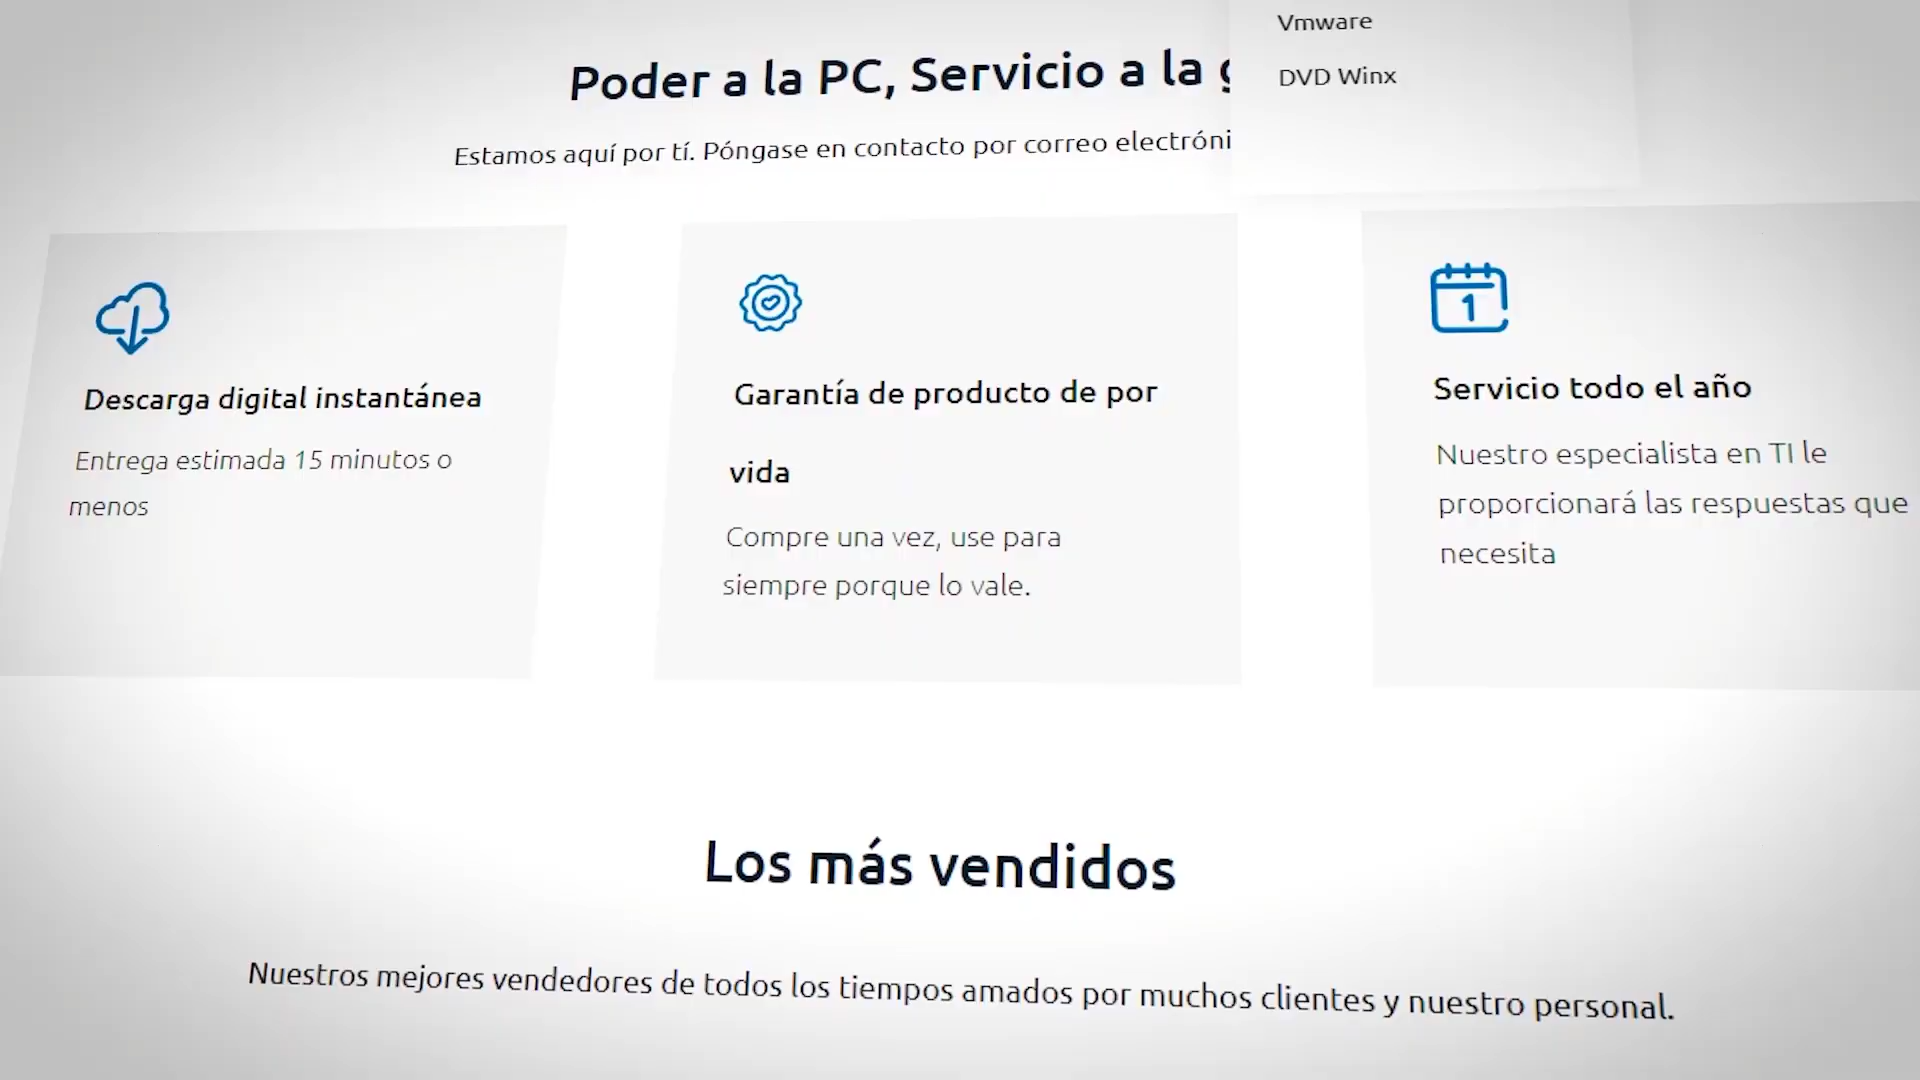 Vmware
DVD Winx
Poder a la PC, Servicio a la
Estamos aquí por tí. Póngase en contacto por correo
1
Descarga digital instantánea
Entrega estimada 15 minutos o
menos
Garantía de producto de por
vida
Compre una vez, use para
siempre porque lo vale.
Servicio todo el año
Nuestro especialista en TI le
proporcionará las respuestas que
necesita
Los más vendidos
Nuestros mejores vendedores de todos los tiempos amados por muchos clientes y nuestro personal.